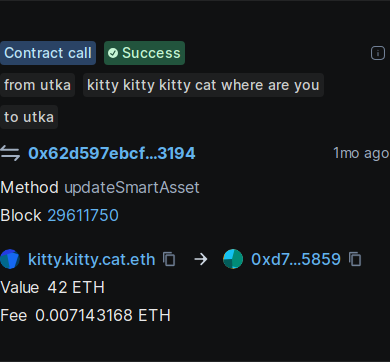 Contract call Success
from utka kitty kitty kitty cat where are you
to utka
0x62d597ebcf...3194 1mo ago
Method updateSmartAsset
Block 29611750
kitty.kitty.cat.eth → 0xd7...5859
Value 42 ETH
Fee 0.007143168 ETH